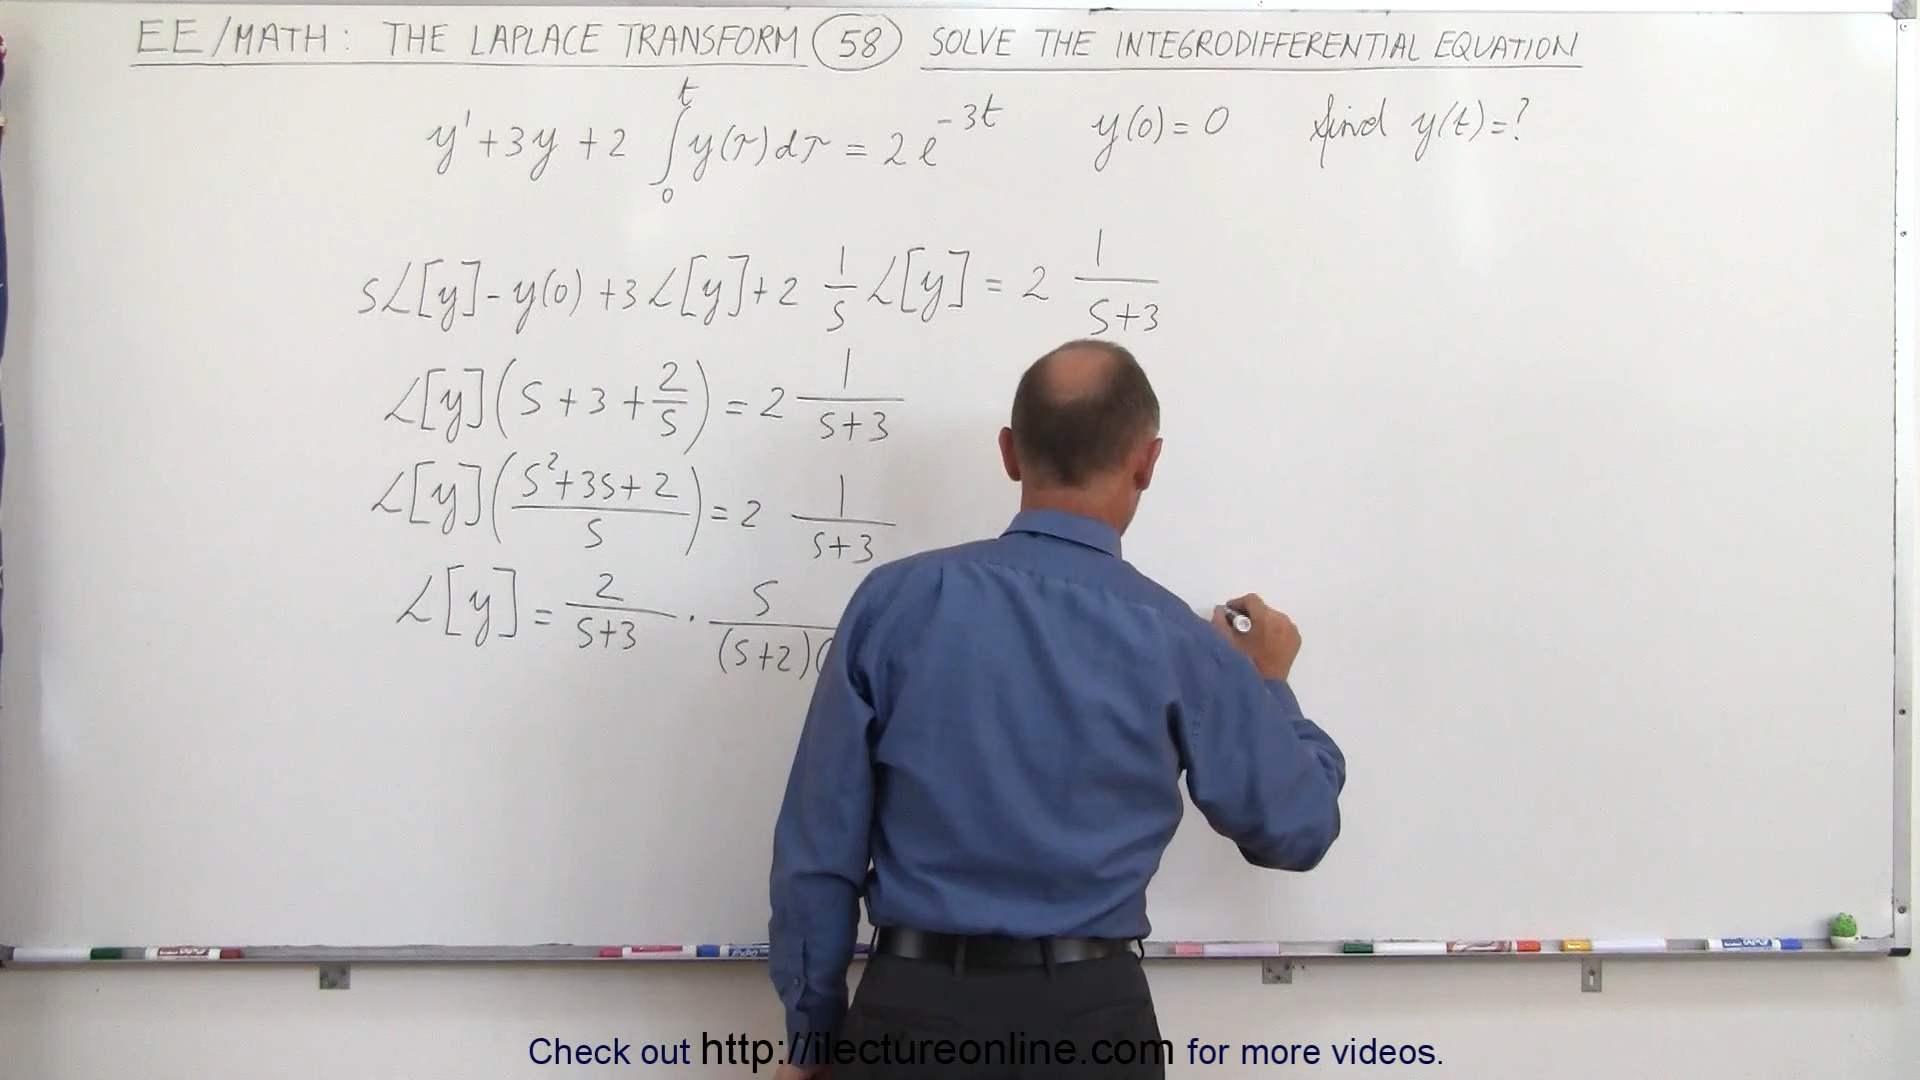 EE/MATH: THE LAPLACE TRANSFORM (58) SOLVE THE INTEGRODIFFERENTIAL EQUATION
y' + 3y + 2 ∫₀ᵗ y(τ)dτ = 2e^(-3t) y(0) = 0 find y(t) = ?
sℒ[y] - y(0) + 3ℒ[y] + 2 1/s ℒ[y] = 2 1/(s+3)
ℒ[y](s + 3 + 2/s) = 2 1/(s+3)
ℒ[y]((s²+3s+2)/s) = 2 1/(s+3)
ℒ[y] = 2/(s+3) · s/(s+2)(
Check out http://ilectureonline.com for more videos.